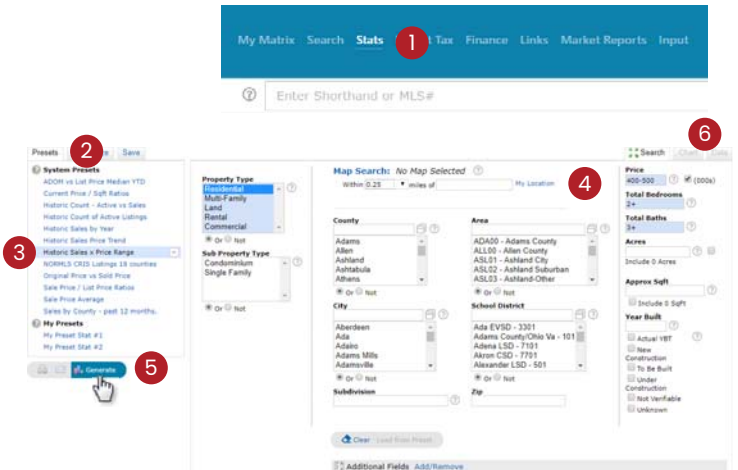 My Matrix Search Stats 1 t Tax Finance Links Market Reports Input
Enter Shorthand or MLS#
6
Presets 2 Save
Search Chart Data
System Presets
ADOM vs List Price Median YTD
Current Price / Sqft Ratios
Historic Count - Active vs Sales
Historic Count of Active Listings
Historic Sales by Year
Historic Sales Price Trend
3 Historic Sales x Price Range
NORMLS CRIS Listings 18 counties
Original Price vs Sold Price
Sale Price / List Price Ratios
Sale Price Average
Sales by County - past 12 months.
My Presets
My Preset Stat #1
My Preset Stat #2
Generate 5
Property Type
Residential
Multi-Family
Land
Rental
Commercial
Or Not
Sub Property Type
Condominium
Single Family
Or Not
Map Search: No Map Selected
Within 0.25 miles of My Location 4
County
Adams
Allen
Ashland
Ashtabula
Athens
Or Not
Area
ADA00 - Adams County
ALL00 - Allen County
ASL01 - Ashland City
ASL02 - Ashland Suburban
ASL03 - Ashland-Other
Or Not
City
Aberdeen
Ada
Adairo
Adams Mills
Adamsville
Or Not
School District
Ada EVSD - 3301
Adams County/Ohio Va - 101
Adena LSD - 7101
Akron CSD - 7701
Alexander LSD - 501
Or Not
Subdivision
Zip
Clear Load From Preset
Additional Fields Add/Remove
Price
400-500 (000s)
Total Bedrooms
2+
Total Baths
3+
Acres
Include 0 Acres
Approx Sqft
Include 0 SqFt
Year Built
Actual YBT
New
Construction
To Be Built
Under
Construction
Not Verifiable
Unknown